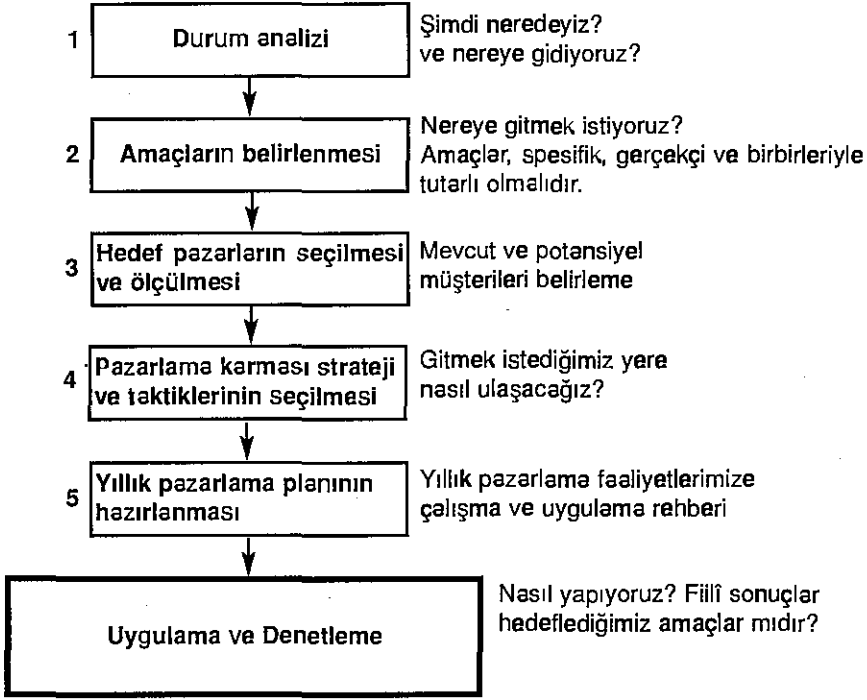 1
Durum analizi
Şimdi neredeyiz?
ve nereye gidiyoruz?
2
Amaçların belirlenmesi
Nereye gitmek istiyoruz?
Amaçlar, spesifik, gerçekçi ve birbirleriyle
tutarlı olmalıdır.
3
Hedef pazarların seçilmesi
ve ölçülmesi
Mevcut ve potansiyel
müşterileri belirleme
4
Pazarlama karması strateji
ve taktiklerinin seçilmesi
Gitmek istediğimiz yere
nasıl ulaşacağız?
5
Yıllık pazarlama planının
hazırlanması
Yıllık pazarlama faaliyetlerimize
çalışma ve uygulama rehberi
Uygulama ve Denetleme
Nasıl yapıyoruz? Fiilî sonuçlar
hedeflediğimiz amaçlar mıdır?